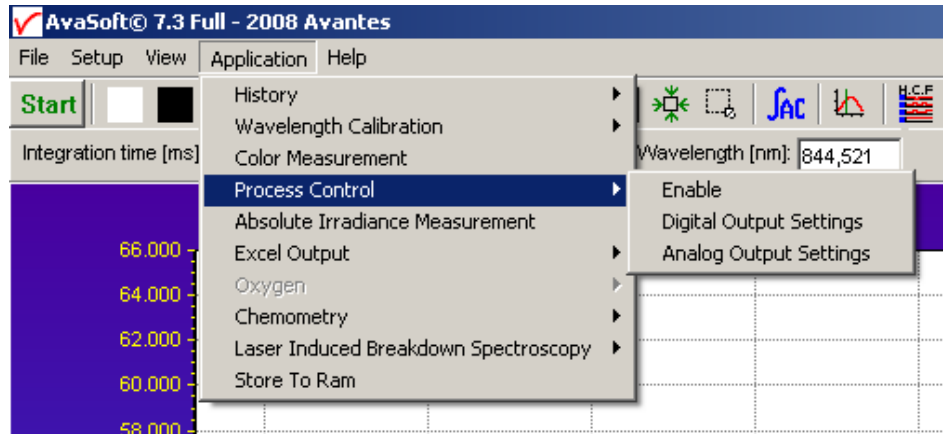 AvaSoft© 7.3 Full - 2008 Avantes
File Setup View Application Help
Start
H.C.F
∫AC
Integration time [ms]
Wavelength [nm]: 844,521
History
Wavelength Calibration
Color Measurement
Process Control
Absolute Irradiance Measurement
Excel Output
Oxygen
Chemometry
Laser Induced Breakdown Spectroscopy
Store To Ram
Enable
Digital Output Settings
Analog Output Settings
66.000
64.000
62.000
60.000
58.000